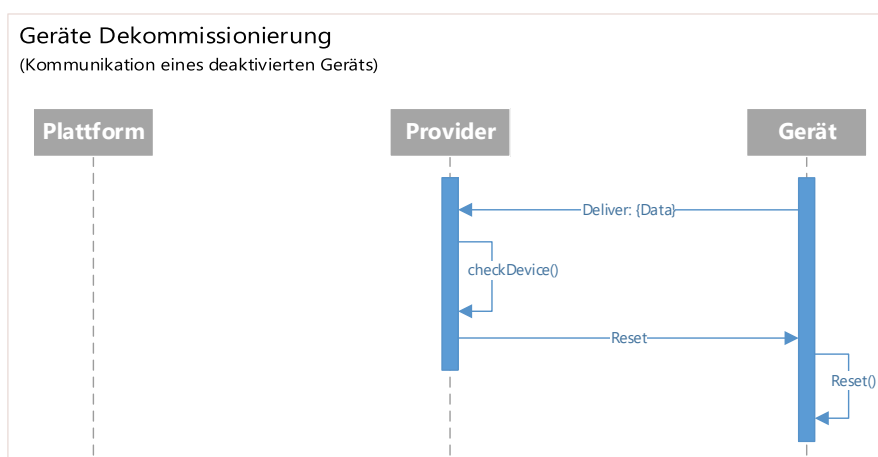 Geräte Dekommissionierung
(Kommunikation eines deaktivierten Geräts)
Plattform
Provider
Gerät
Deliver: {Data}
checkDevice()
Reset
Reset()